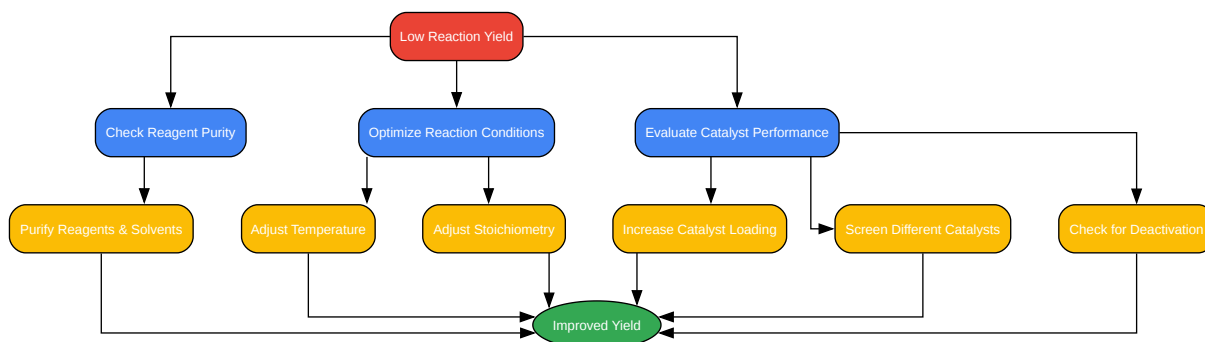 Low Reaction Yield
Check Reagent Purity
Optimize Reaction Conditions
Evaluate Catalyst Performance
Purify Reagents & Solvents
Adjust Temperature
Adjust Stoichiometry
Increase Catalyst Loading
Screen Different Catalysts
Check for Deactivation
Improved Yield